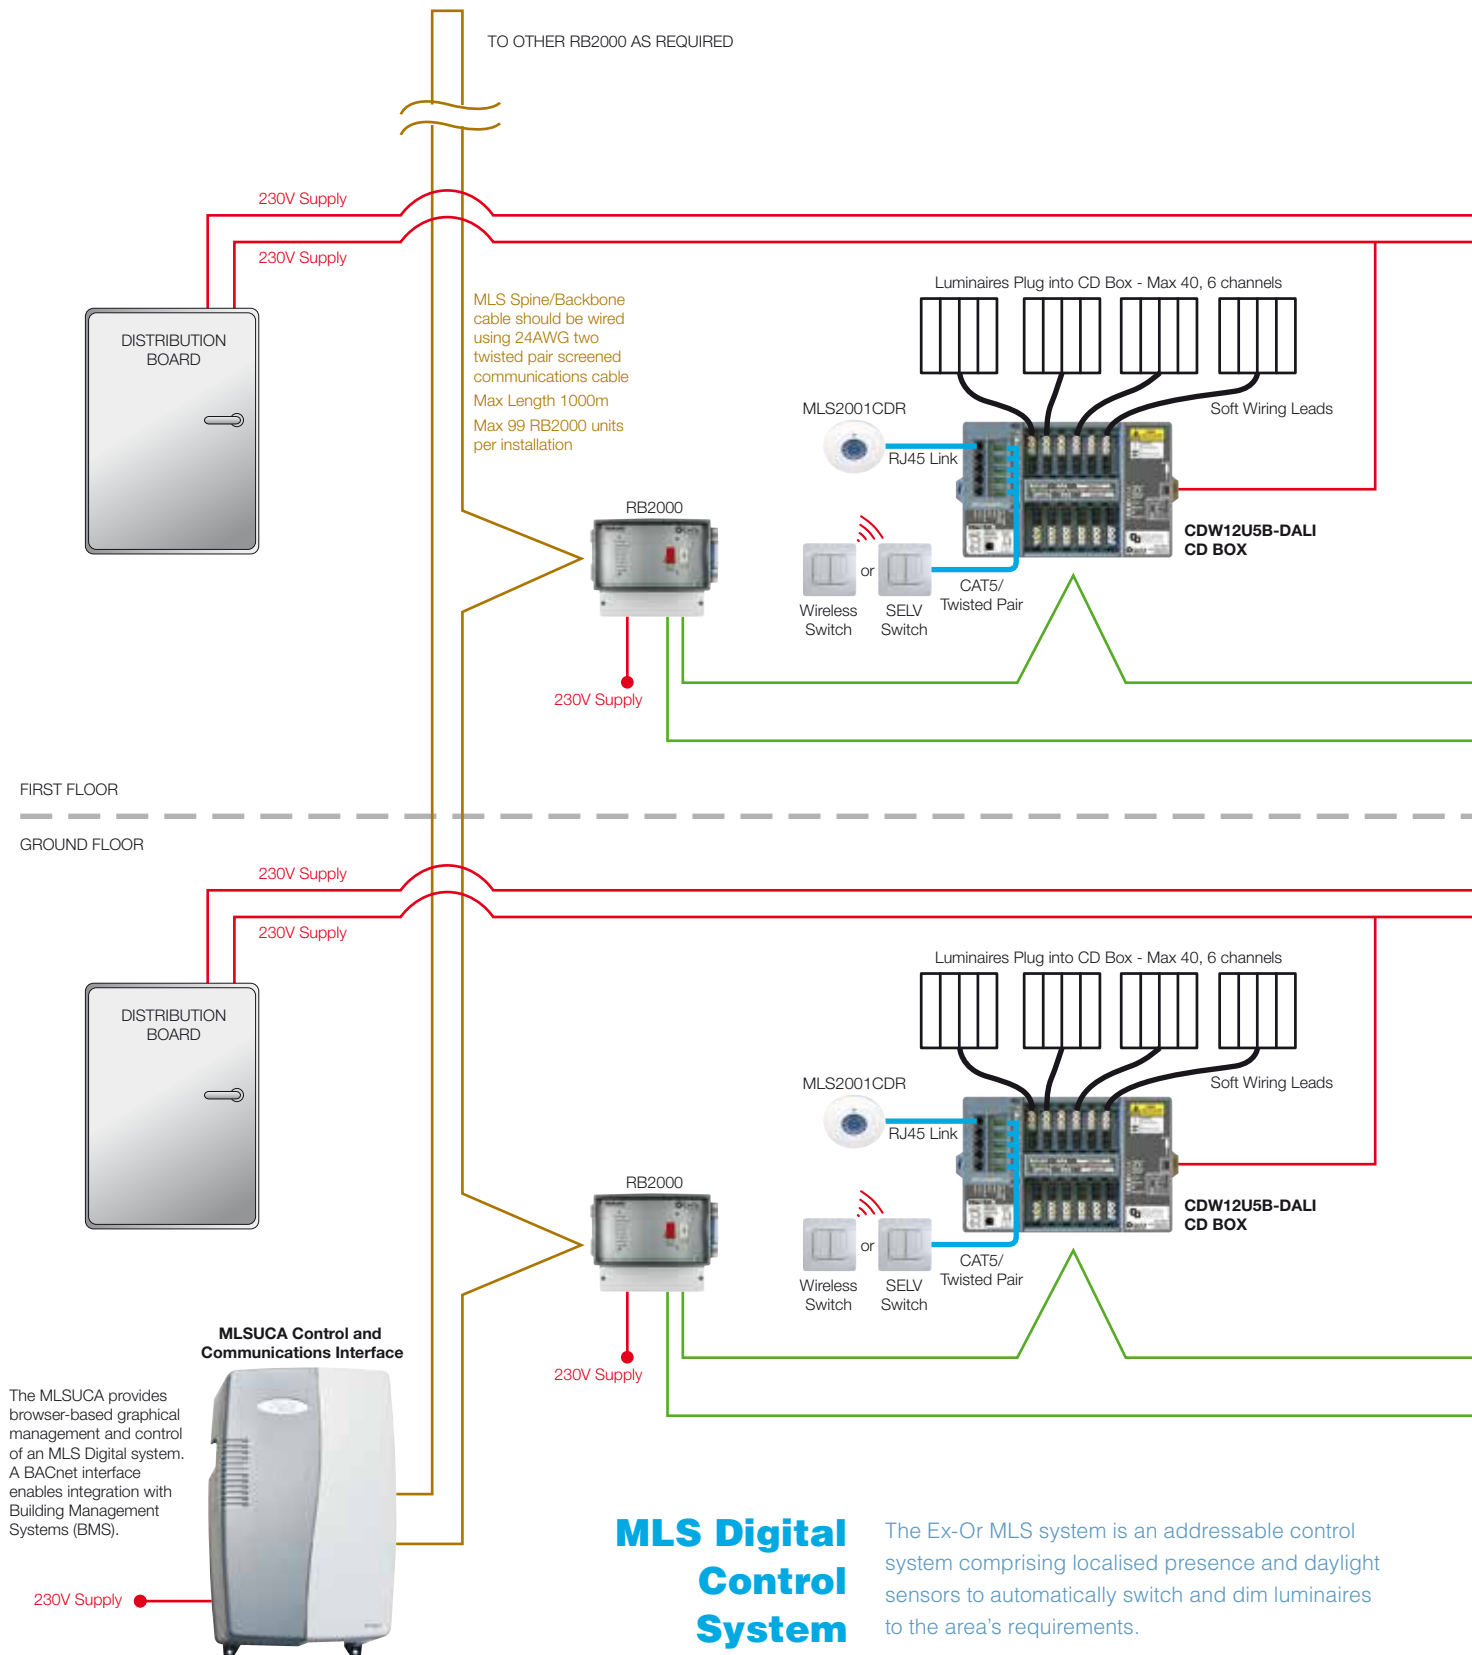 TO OTHER RB2000 AS REQUIRED
230V Supply
230V Supply
DISTRIBUTION
BOARD
MLS Spine/Backbone
cable should be wired
using 24AWG two
twisted pair screened
communications cable
Max Length 1000m
Max 99 RB2000 units
per installation
Luminaires Plug into CD Box - Max 40, 6 channels
MLS2001CDR
Soft Wiring Leads
RJ45 Link
RB2000
CDW12U5B-DALI
CD BOX
or
CAT5/
Twisted Pair
Wireless
Switch
SELV
Switch
230V Supply
FIRST FLOOR
GROUND FLOOR
230V Supply
230V Supply
DISTRIBUTION
BOARD
Luminaires Plug into CD Box - Max 40, 6 channels
MLS2001CDR
Soft Wiring Leads
RJ45 Link
RB2000
CDW12U5B-DALI
CD BOX
or
CAT5/
Twisted Pair
Wireless
Switch
SELV
Switch
230V Supply
MLSUCA Control and
Communications Interface
The MLSUCA provides
browser-based graphical
management and control
of an MLS Digital system.
A BACnet interface
enables integration with
Building Management
Systems (BMS).
230V Supply
MLS Digital
Control
System
The Ex-Or MLS system is an addressable control
system comprising localised presence and daylight
sensors to automatically switch and dim luminaires
to the area's requirements.